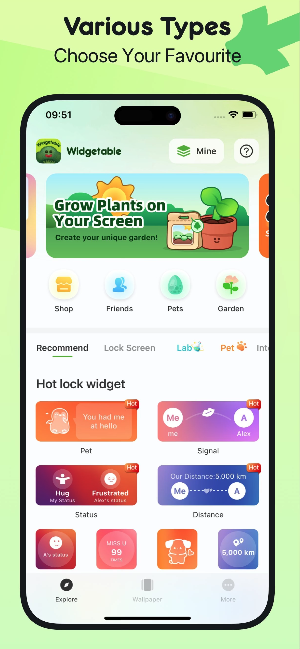 Various Types
Choose Your Favourite
09:51
Widgetable
Mine
?
Grow Plants on
Your Screen
Create your unique garden!
Shop
Friends
Pets
Garden
Recommend
Lock Screen
Lab
Pet
Hot lock widget
Hot
You had me
at hello
Pet
Hot
Me
A
me
Alex
Signal
Hot
Hug
My Status
Frustrated
Alex's status
Status
Hot
Our Distance:5,000 km
Me
A
Distance
A's status
MISS U
99
5,000 km
Explore
Wallpaper
More